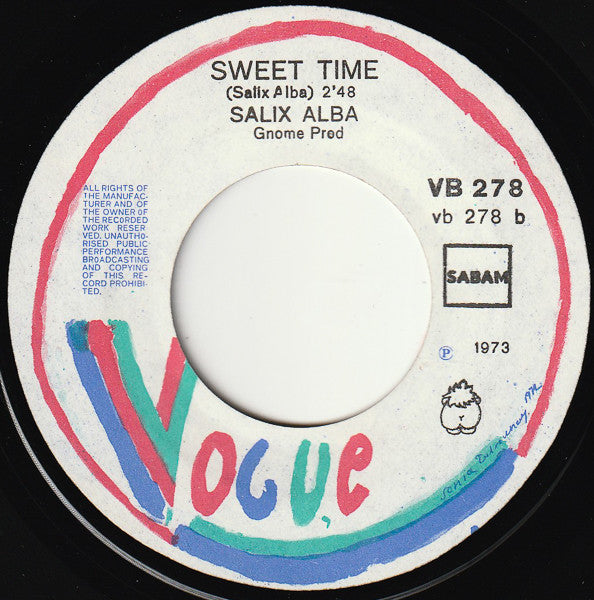 SWEET TIME
(Salix Alba) 2'48
SALIX ALBA
Gnome Prod
ALL RIGHTS OF
THE MANUFAC-
TURER AND OF
THE OWNER OF
THE RECORDED
WORK RESER
VED. UNAUTHO-
RISED PUBLIC
PERFORMANCE
BROADCASTING
AND COPYING
OF THIS RE-
CORD PROHIBI-
TED.
VB 278
vb 278 b
SABAM
℗ 1973
VOGUE